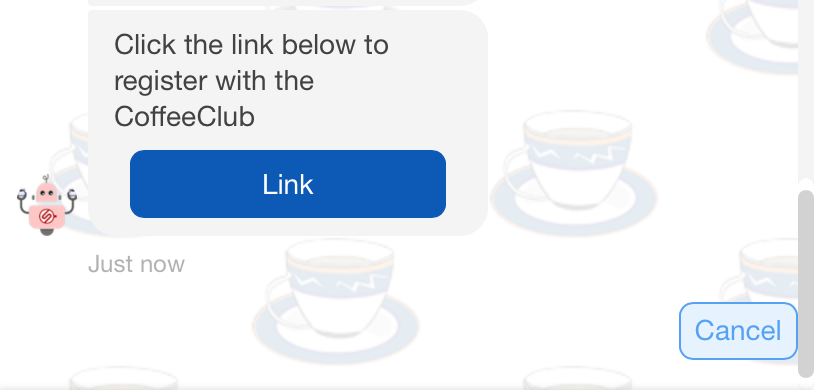 Click the link below to
register with the
CoffeeClub
Link
Just now
Cancel